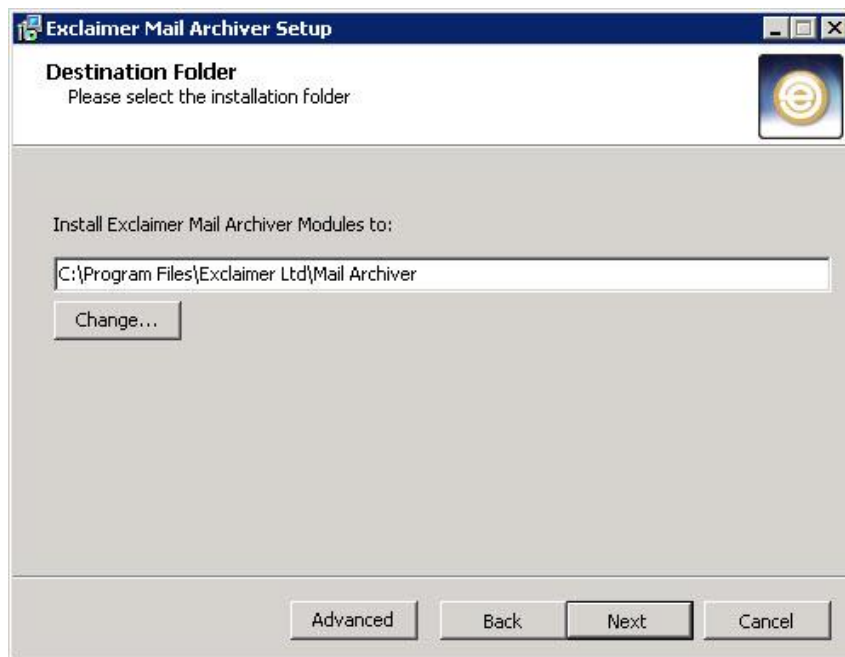 Exclaimer Mail Archiver Setup
Destination Folder
Please select the installation folder
Install Exclaimer Mail Archiver Modules to:
C:\Program Files\Exclaimer Ltd\Mail Archiver
Change...
Advanced Back Next Cancel